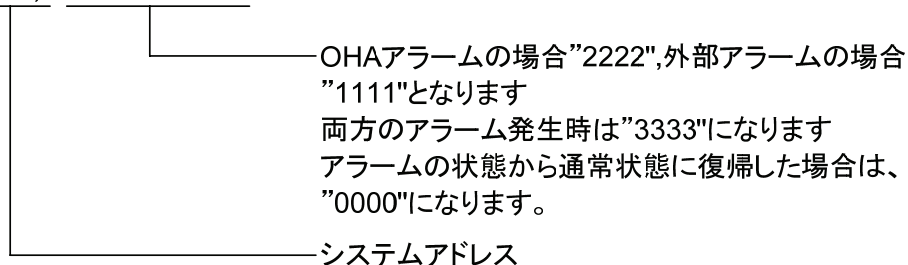 OHAアラームの場合”2222",外部アラームの場合
”1111"となります
両方のアラーム発生時は”3333"になります
アラームの状態から通常状態に復帰した場合は、
”0000"になります。
システムアドレス